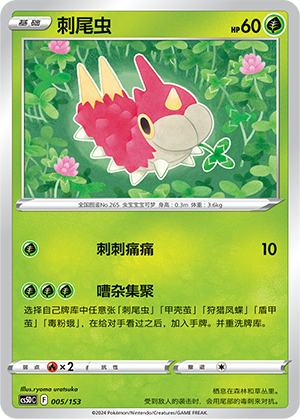 基础 刺尾虫 HP60
全国图鉴No.265 虫宝宝宝可梦 身高：0.3m 体重：3.6kg
刺刺痛痛 10
嘈杂集聚
选择自己牌库中任意张「刺尾虫」「甲壳茧」「狩猎凤蝶」「盾甲
茧」「毒粉蛾」，在给对手看过之后，加入手牌。并重洗牌库。
弱点 ×2 抗性 撤退
Illus.ryoma uratsuka
cs5D C F 005/153
栖息在森林和草丛里。
受到敌人的袭击时，会用尾部的毒刺来对抗。
©2024 Pokémon/Nintendo/Creatures/GAME FREAK.